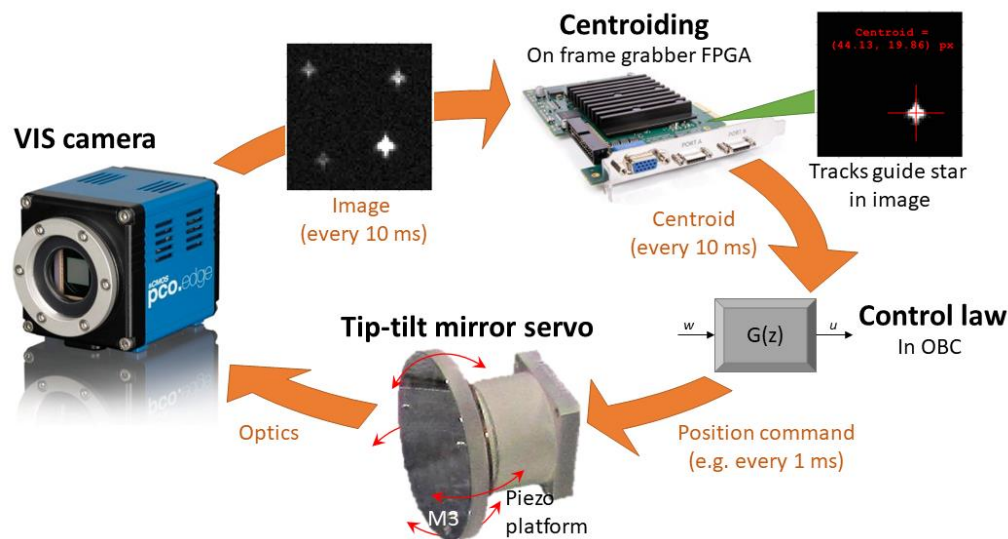 Centroiding
On frame grabber FPGA
Centroid =
(44.13, 19.86) px
VIS camera
Image
(every 10 ms)
PORT A
PORT B
Tracks guide star
in image
Centroid
(every 10 ms)
pco.edge
Tip-tilt mirror servo
w
G(z)
u
Control law
In OBC
Optics
Position command
(e.g. every 1 ms)
M3
Piezo
platform